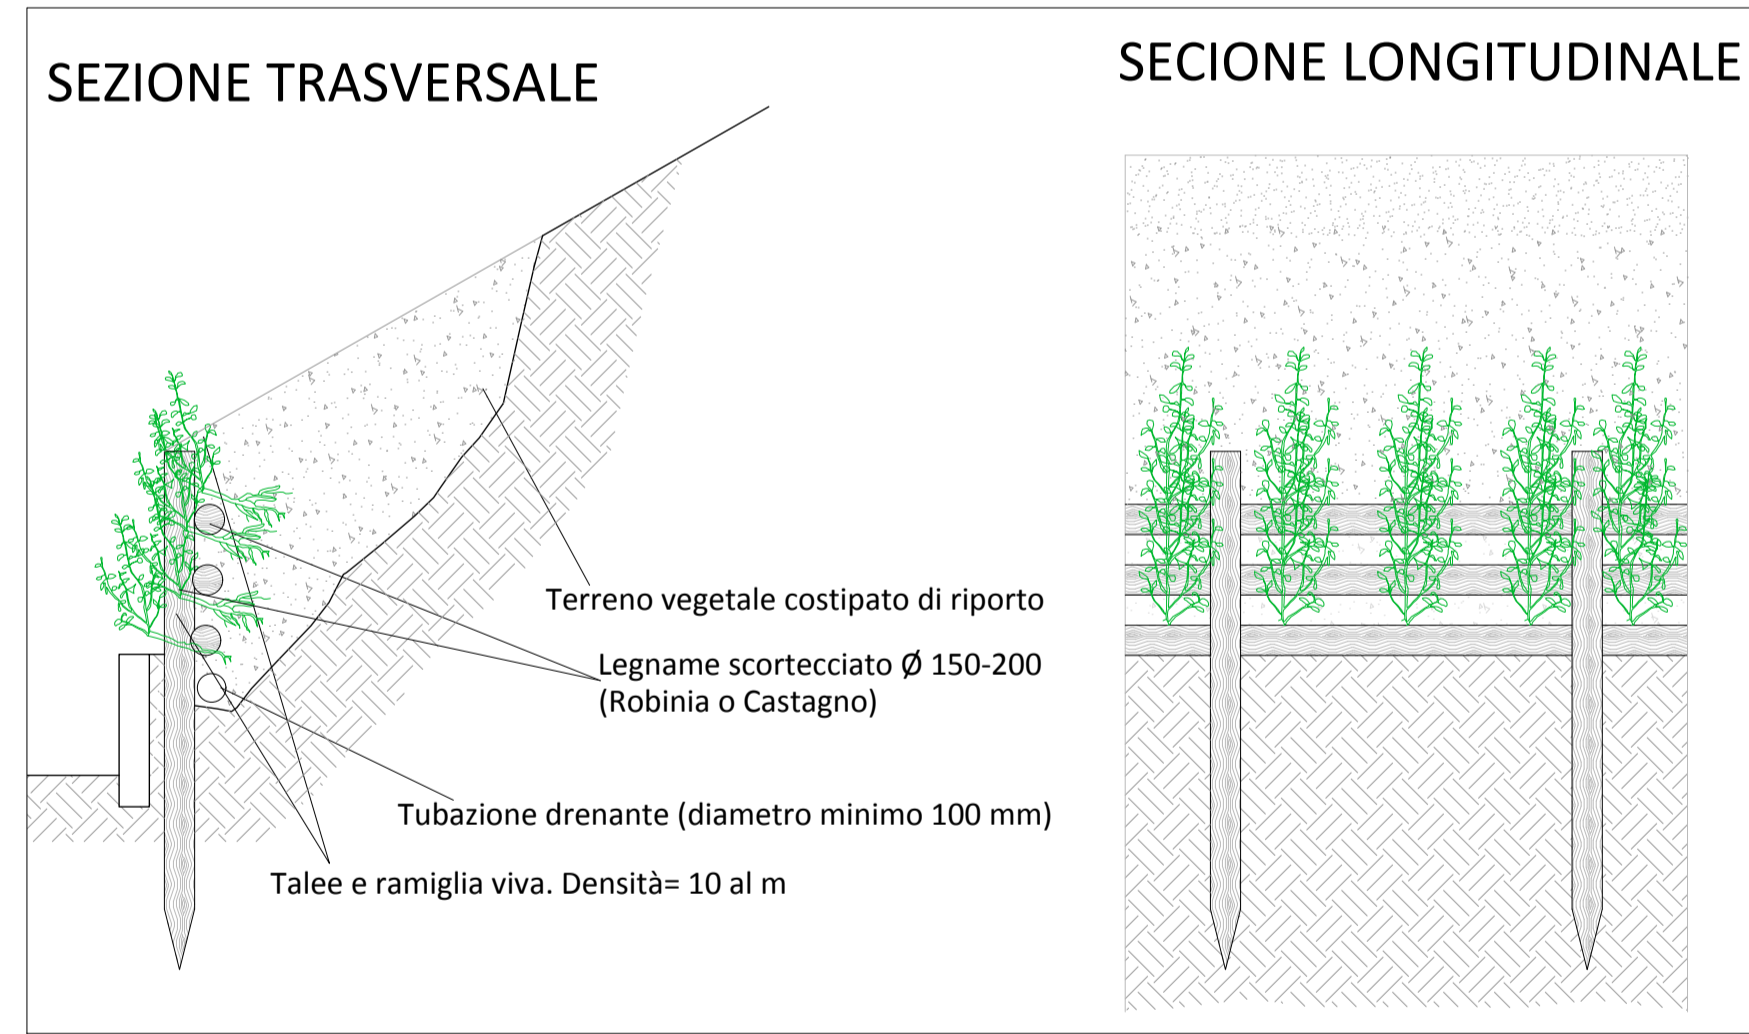 SEZIONE TRASVERSALE
SECIONE LONGITUDINALE
Terreno vegetale costipato di riporto
Legname scortecciato Ø 150-200
(Robinia o Castagno)
Tubazione drenante (diametro minimo 100 mm)
Talee e ramiglia viva. Densità= 10 al m